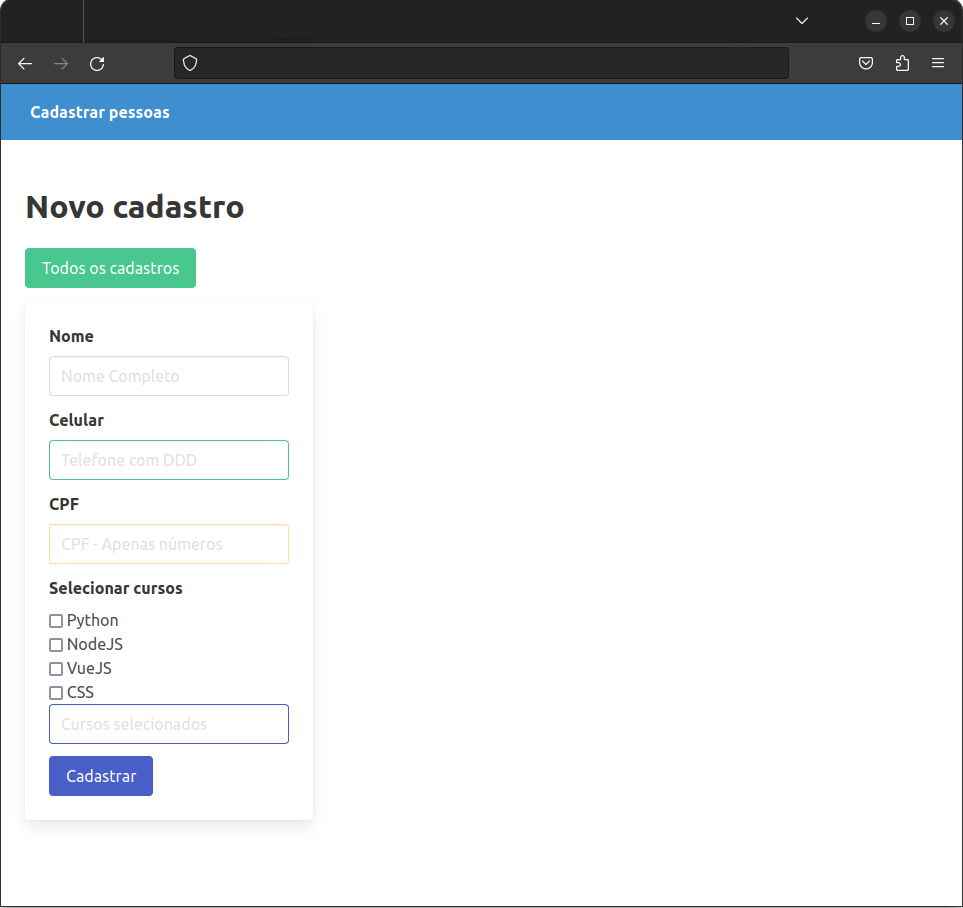 Cadastrar pessoas
Novo cadastro
Todos os cadastros
Nome
Nome Completo
Celular
Telefone com DDD
CPF
CPF - Apenas números
Selecionar cursos
Python
NodeJS
VueJS
CSS
Cursos selecionados
Cadastrar